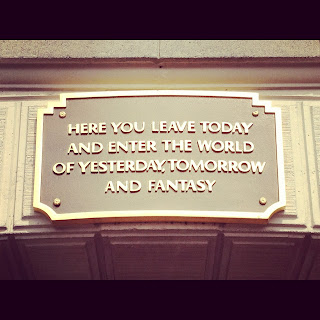 HERE YOU LEAVE TODAY
AND ENTER THE WORLD
OF YESTERDAY, TOMORROW
AND FANTASY